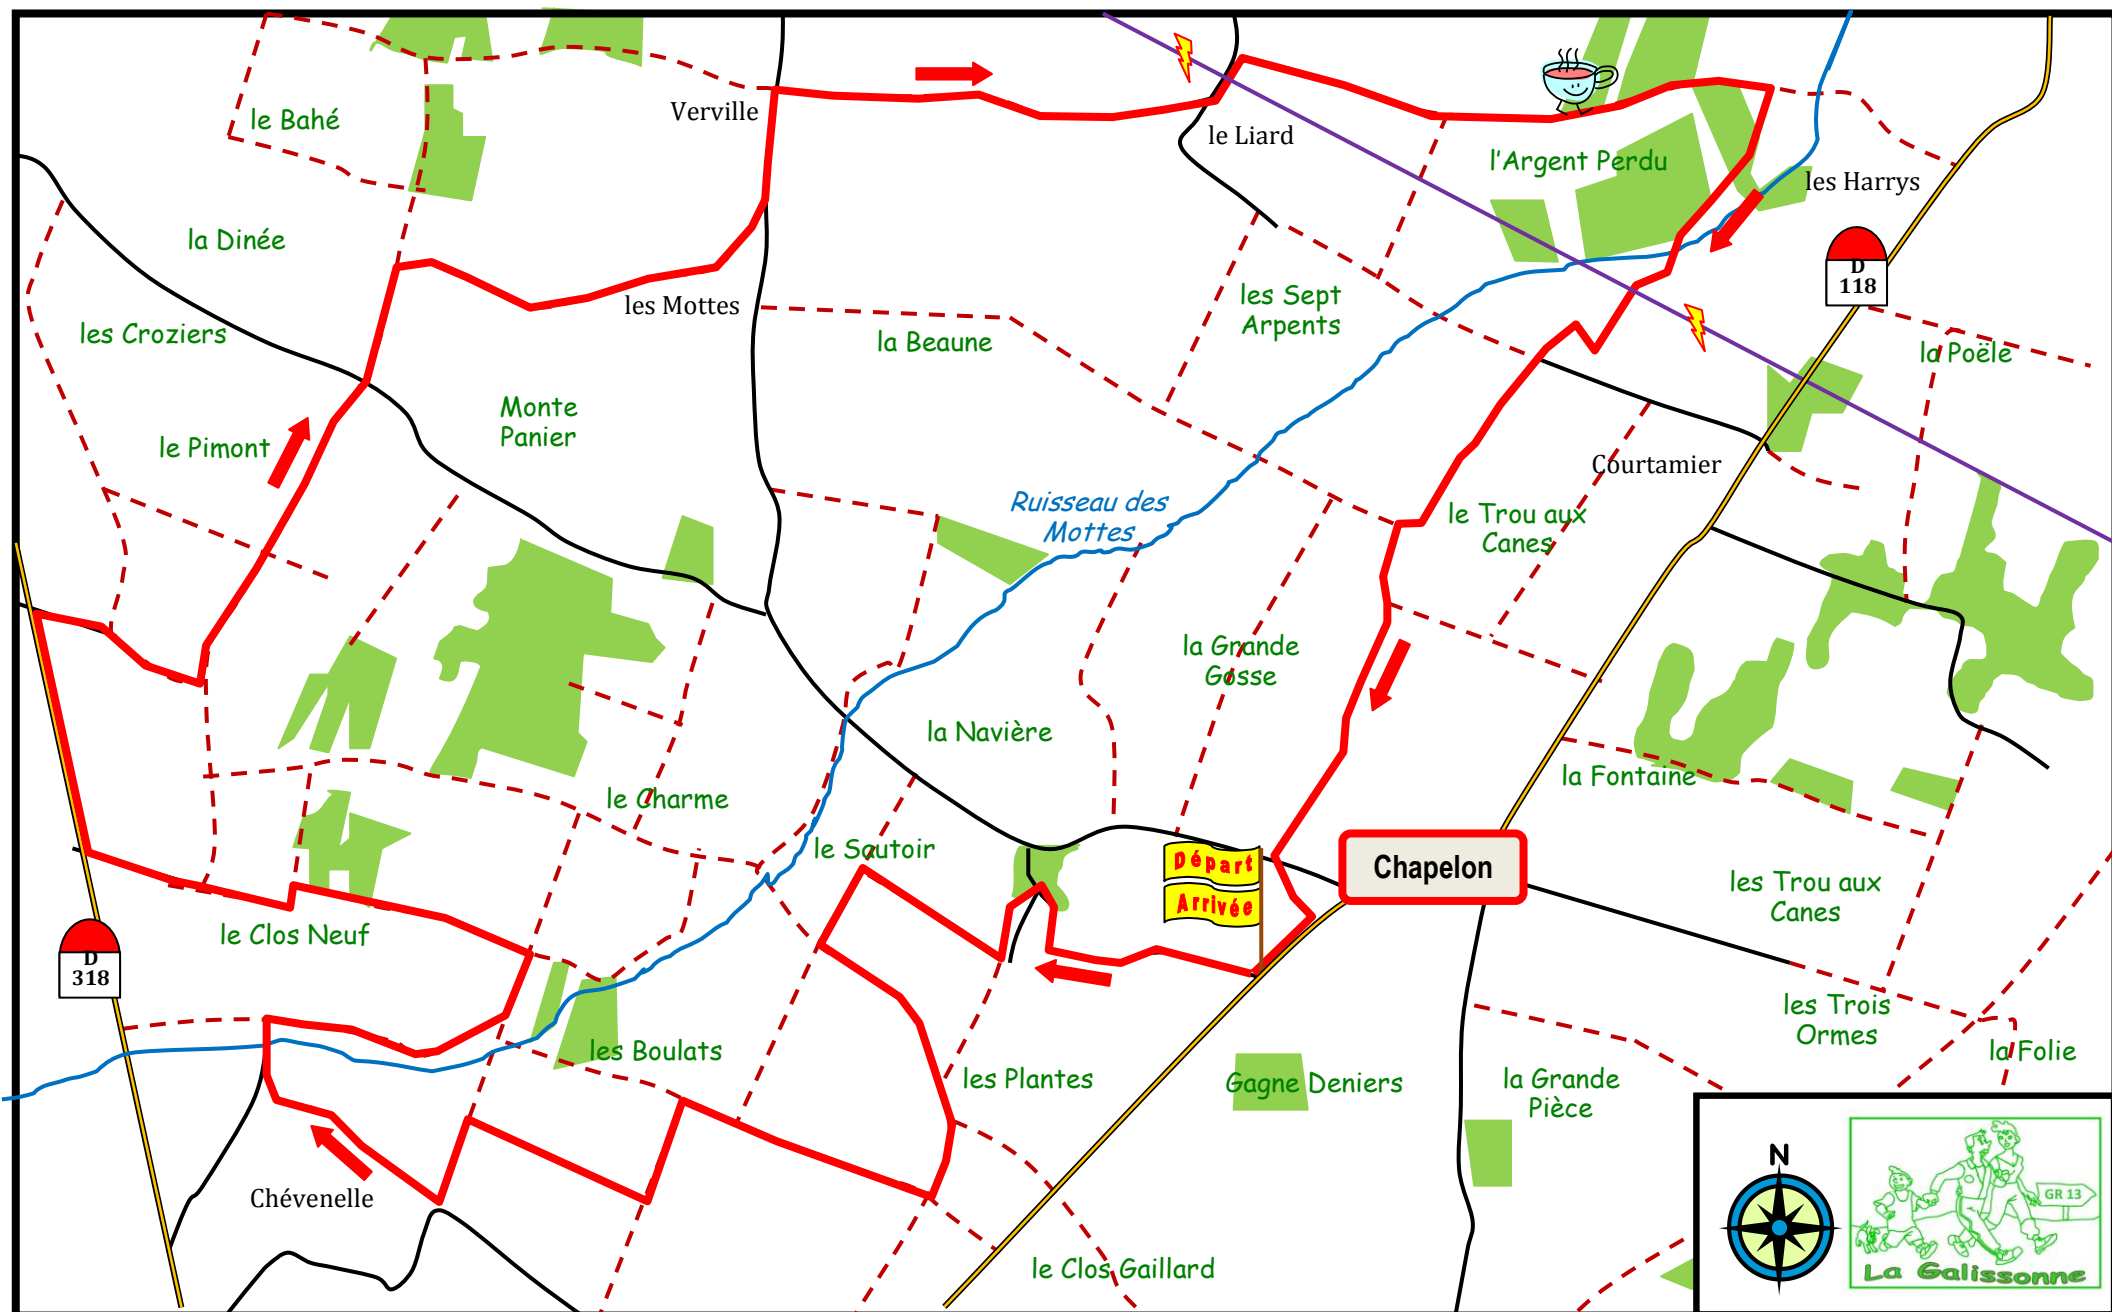 le Bahé
Verville
le Liard
l'Argent Perdu
les Harrys
la Dinée
les Mottes
les Sept
Arpents
D
118
les Croziers
la Beaune
la Poële
Monte
Panier
le Pimont
Courtamier
Ruisseau des
Mottes
le Trou aux
Canes
la Grande
Gosse
la Navière
la Fontaine
le Charme
le Sautoir
Départ
Arrivée
Chapelon
les Trou aux
Canes
le Clos Neuf
D
318
les Trois
Ormes
les Boulats
les Plantes
Gagne Deniers
la Grande
Pièce
la Folie
Chévenelle
le Clos Gaillard
N
GR 13
La Galissonne